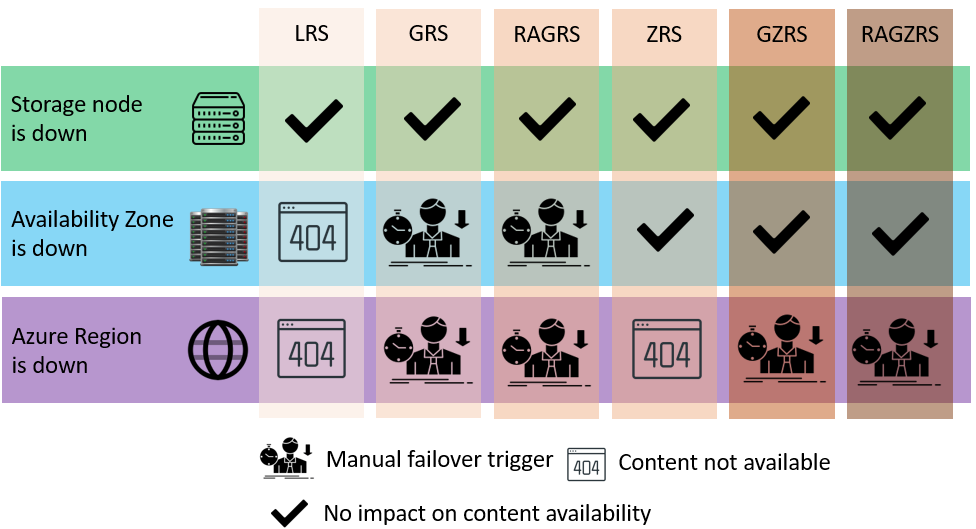 LRS GRS RAGRS ZRS GZRS RAGZRS
Storage node
is down
Availability Zone
is down
404
Azure Region
is down
404 404
Manual failover trigger
404 Content not available
No impact on content availability